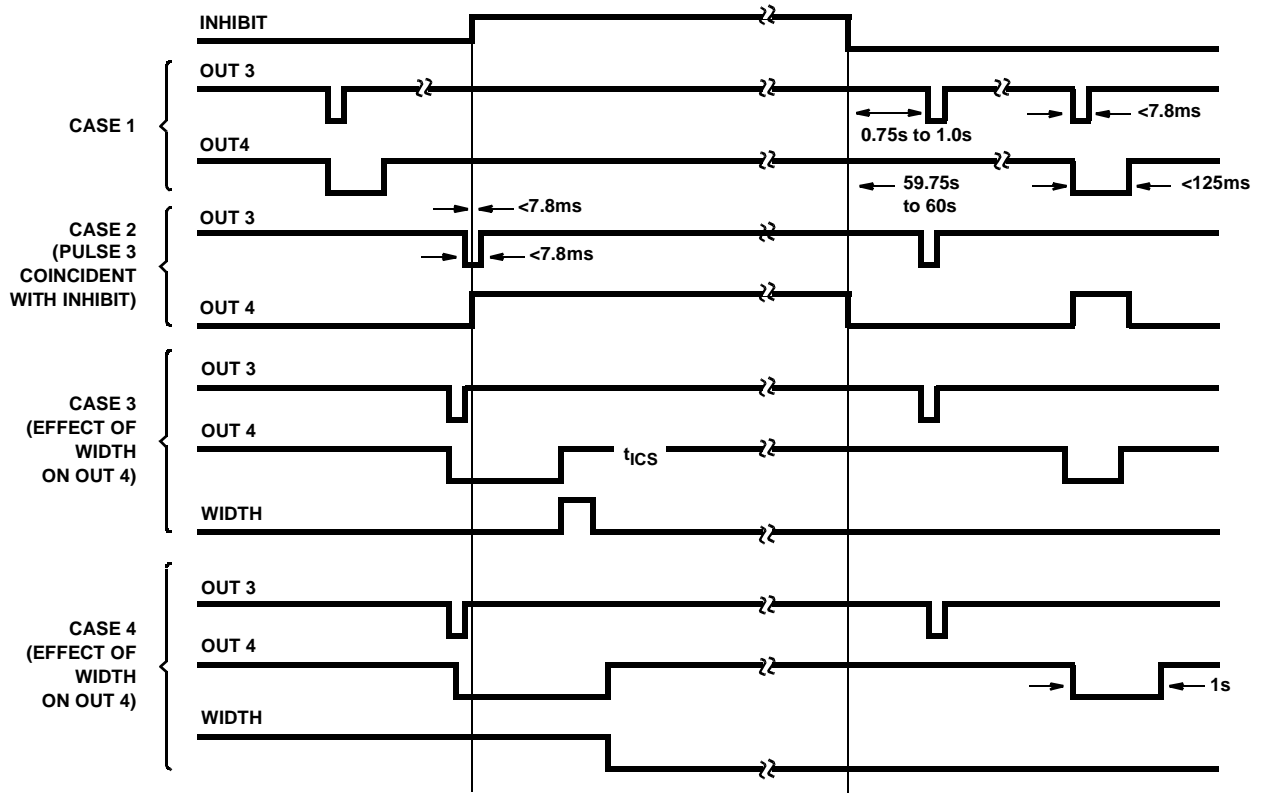 INHIBIT
CASE 1
OUT 3
<7.8ms
0.75s to 1.0s
OUT4
59.75s
to 60s
<125ms
CASE 2
(PULSE 3
COINCIDENT
WITH INHIBIT)
OUT 3
<7.8ms
<7.8ms
OUT 4
CASE 3
(EFFECT OF
WIDTH
ON OUT 4)
OUT 3
OUT 4
tICS
WIDTH
CASE 4
(EFFECT OF
WIDTH
ON OUT 4)
OUT 3
OUT 4
1s
WIDTH